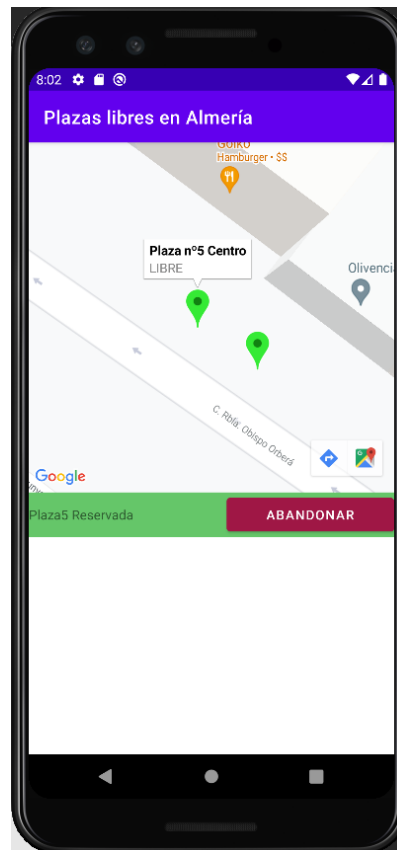 8:02
Plazas libres en Almería
GOIKO
Hamburger • $$
Plaza nº5 Centro
LIBRE
Olivenci
C. Rbla. Obispo Orberá
Google
Plaza5 Reservada
ABANDONAR